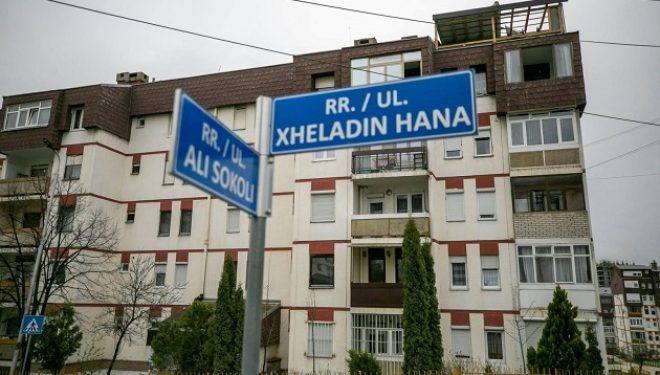 RR. / UL.
ALI SOKOLI
RR. / UL.
XHELADIN HANA